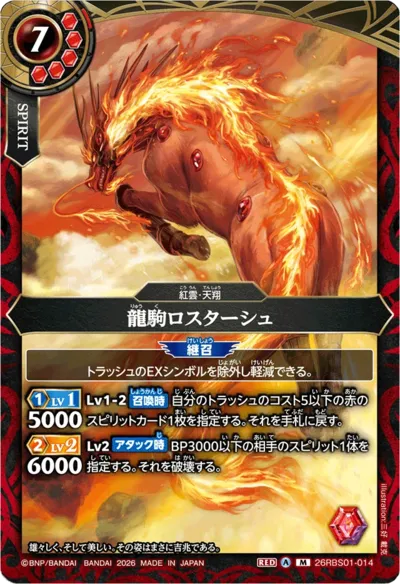 7
SPIRIT
紅雲・天翔
龍駒ロスターシュ
継召
トラッシュのEXシンボルを除外し軽減できる。
1 LV1 5000
Lv1-2 召喚時 自分のトラッシュのコスト5以下の赤の
スピリットカード1枚を指定する。それを手札に戻す。
2 LV2 6000
Lv2 アタック時 BP3000以下の相手のスピリット1体を
指定する。それを破壊する。
雄々しく、そして美しい。その姿はまさに吉兆である。
illustration:三好 載克
©BNP/BANDAI BANDAI 2026 MADE IN JAPAN
RED A M 26RBS01-014